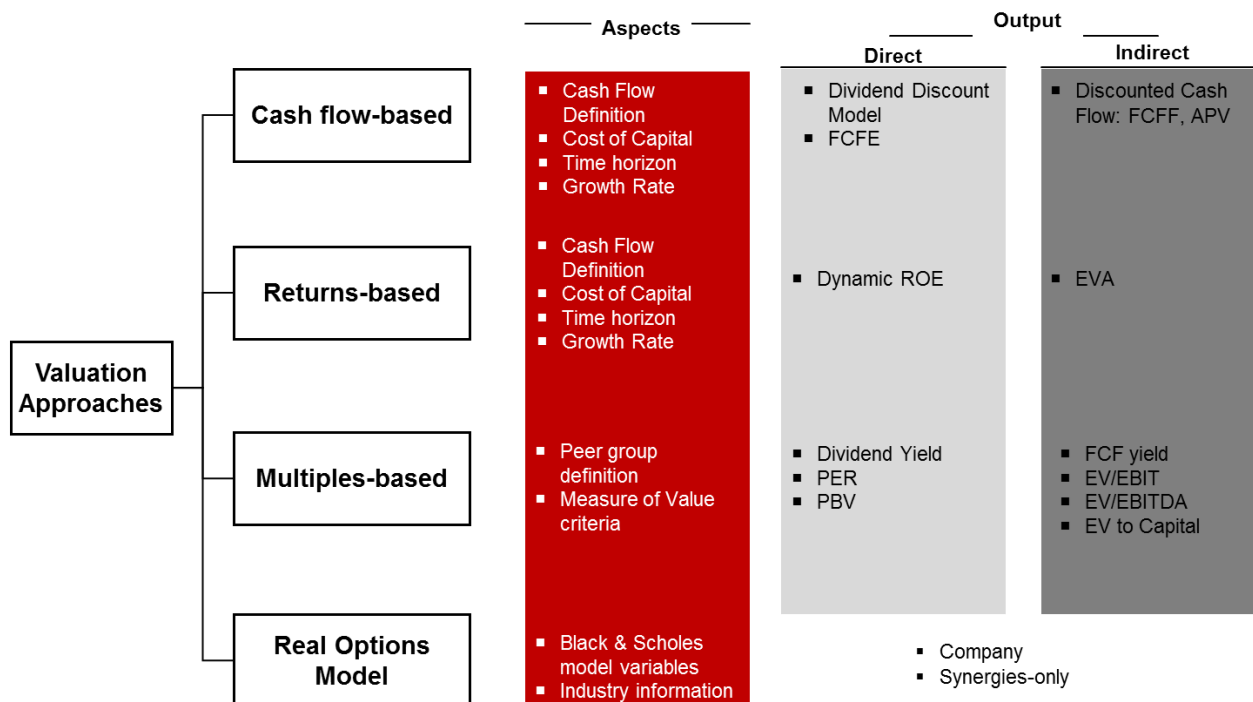 Aspects
Output
Direct
Indirect
Valuation
Approaches
Cash flow-based
▪ Cash Flow
Definition
▪ Cost of Capital
▪ Time horizon
▪ Growth Rate
▪ Dividend Discount
Model
▪ FCFE
▪ Discounted Cash
Flow: FCFF, APV
Returns-based
▪ Cash Flow
Definition
▪ Cost of Capital
▪ Time horizon
▪ Growth Rate
▪ Dynamic ROE
▪ EVA
Multiples-based
▪ Peer group
definition
▪ Measure of Value
criteria
▪ Dividend Yield
▪ PER
▪ PBV
▪ FCF yield
▪ EV/EBIT
▪ EV/EBITDA
▪ EV to Capital
Real Options
Model
▪ Black & Scholes
model variables
▪ Industry information
▪ Company
▪ Synergies-only